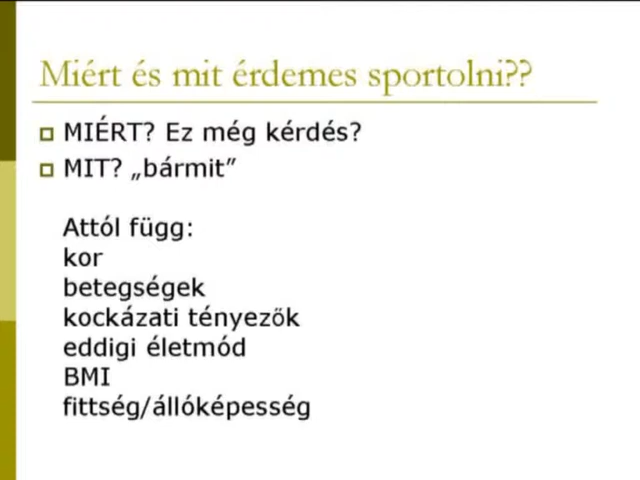 Miért és mit érdemes sportolni??
MIÉRT? Ez még kérdés?
MIT? „bármit”
Attól függ:
kor
betegségek
kockázati tényezők
eddigi életmód
BMI
fittség/állóképesség